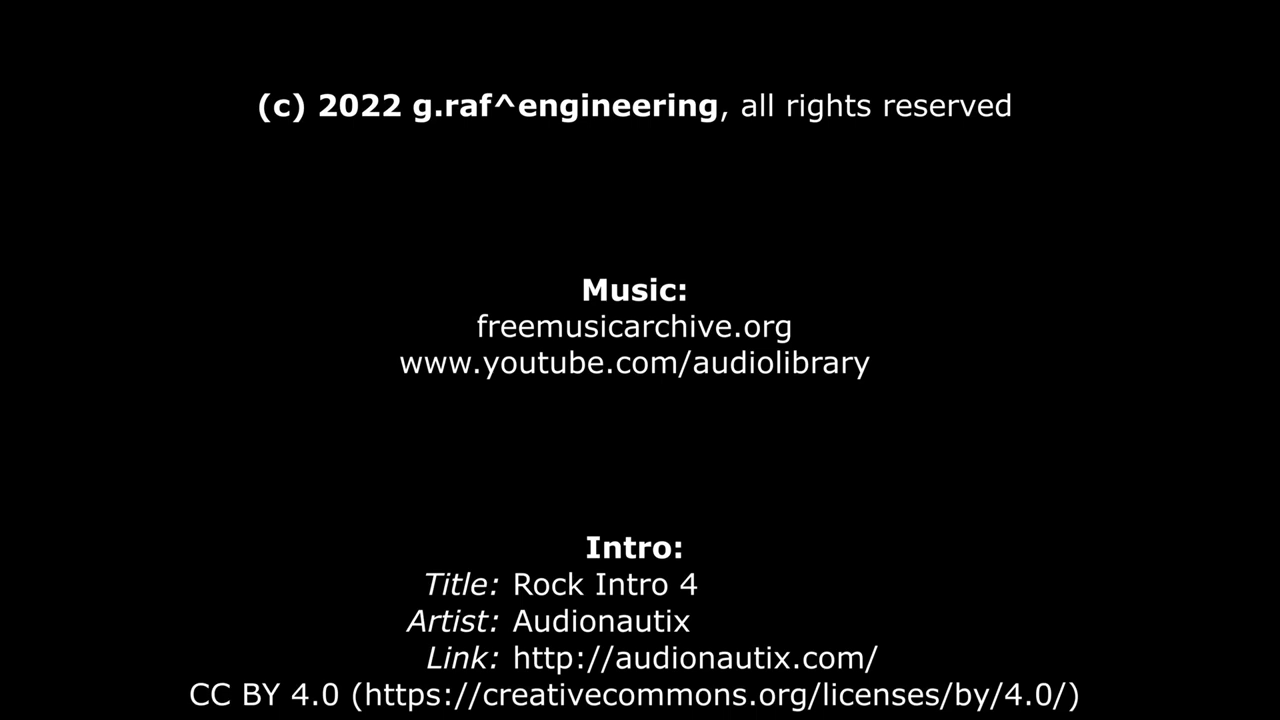 (c) 2022 g.raf^engineering, all rights reserved
Music:
freemusicarchive.org
www.youtube.com/audiolibrary
Intro:
Title: Rock Intro 4
Artist: Audionautix
Link: http://audionautix.com/
CC BY 4.0 (https://creativecommons.org/licenses/by/4.0/)